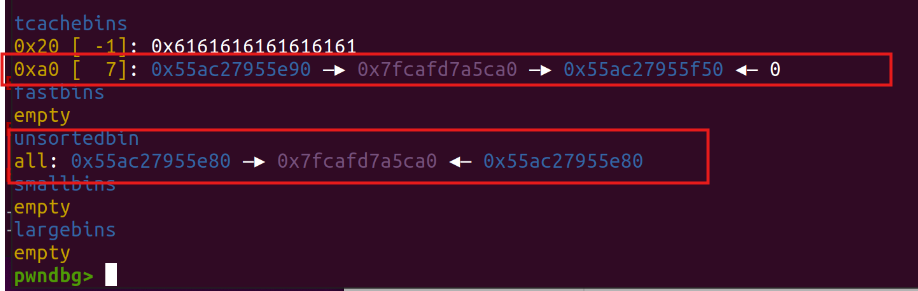 tcachebins
0x20 [ -1]: 0x6161616161616161
0xa0 [  7]: 0x55ac27955e90 —▸ 0x7fcafd7a5ca0 —▸ 0x55ac27955f50 ◂— 0
fastbins
empty
unsortedbin
all: 0x55ac27955e80 —▸ 0x7fcafd7a5ca0 ◂— 0x55ac27955e80
smallbins
empty
largebins
empty
pwndbg>